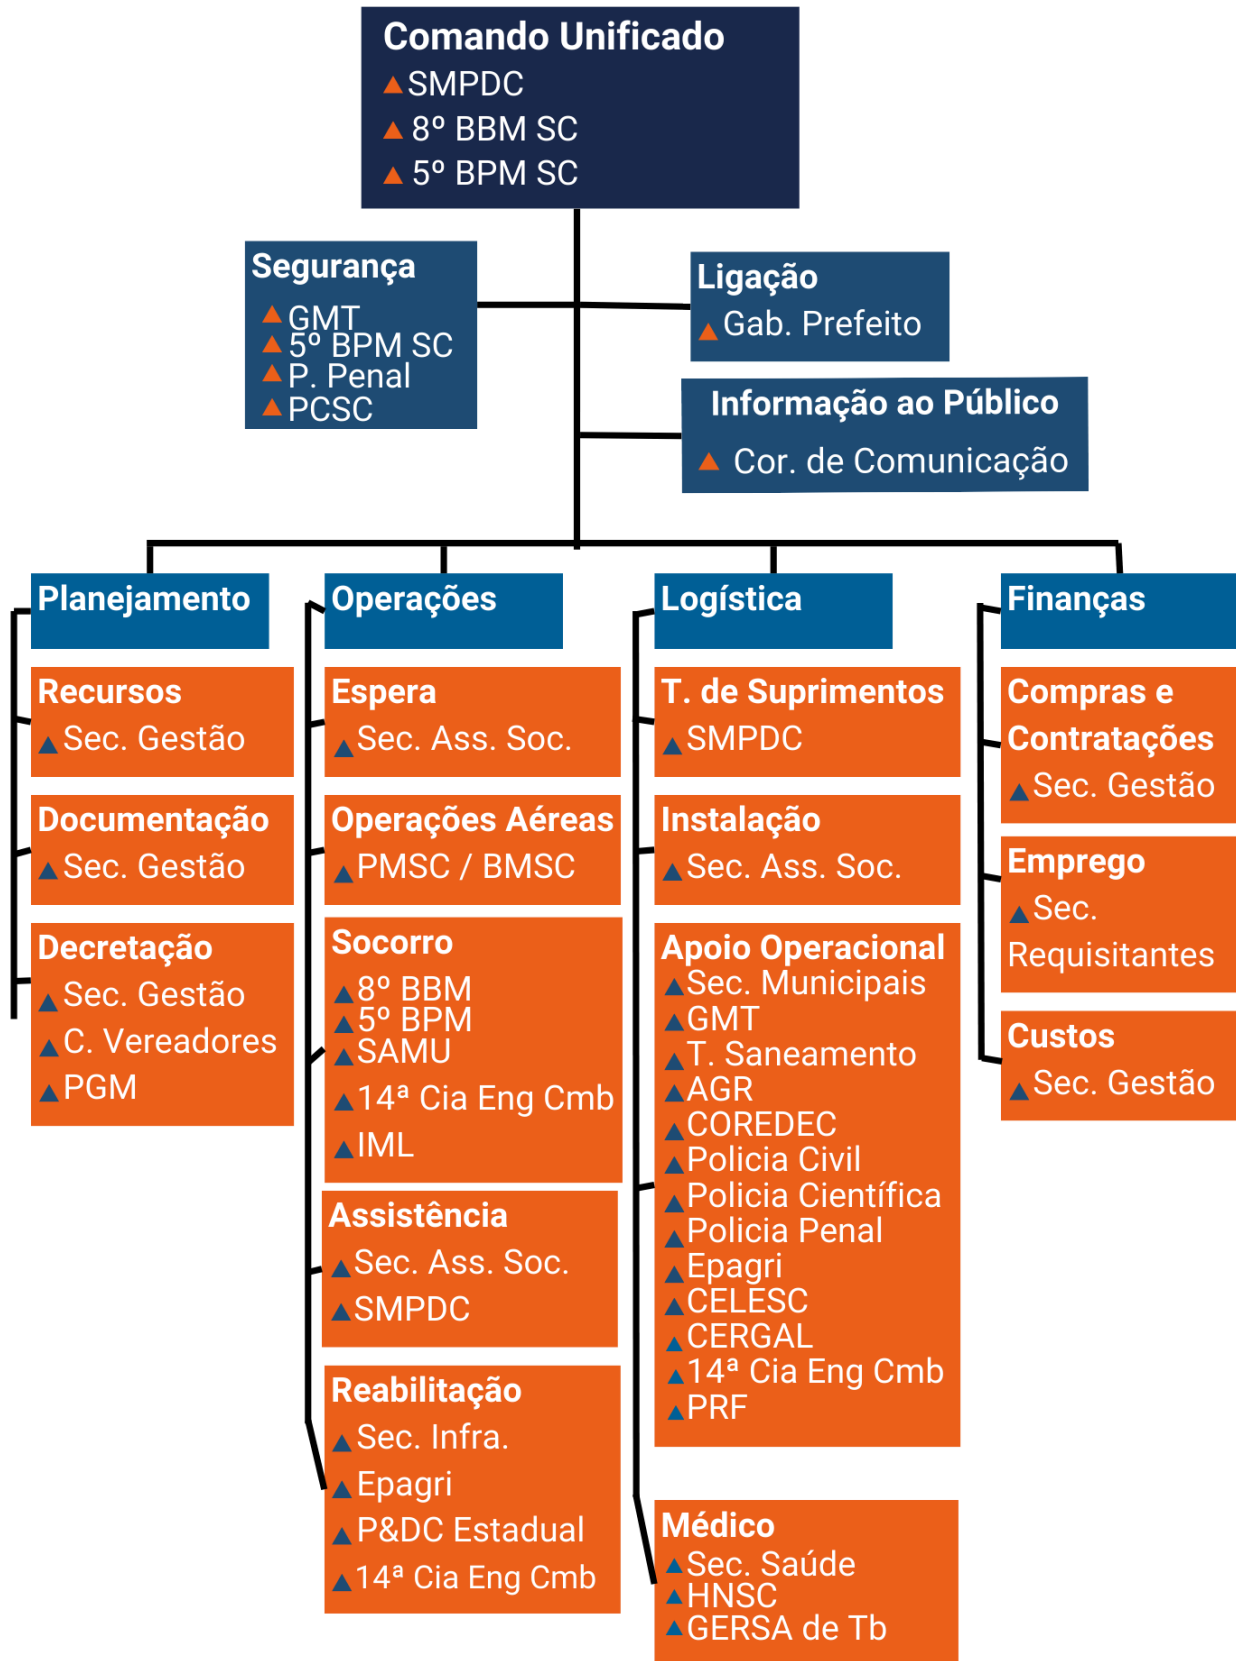 Comando Unificado
SMPDC
8º BBM SC
5º BPM SC
Segurança
GMT
5º BPM SC
P. Penal
PCSC
Ligação
Gab. Prefeito
Informação ao Público
Cor. de Comunicação
Planejamento
Recursos
Sec. Gestão
Documentação
Sec. Gestão
Decretação
Sec. Gestão
C. Vereadores
PGM
Operações
Espera
Sec. Ass. Soc.
Operações Aéreas
PMSC / BMSC
Socorro
8º BBM
5º BPM
SAMU
14ª Cia Eng Cmb
IML
Assistência
Sec. Ass. Soc.
SMPDC
Reabilitação
Sec. Infra.
Epagri
P&DC Estadual
14ª Cia Eng Cmb
Logística
T. de Suprimentos
SMPDC
Instalação
Sec. Ass. Soc.
Apoio Operacional
Sec. Municipais
GMT
T. Saneamento
AGR
COREDEC
Policia Civil
Policia Científica
Policia Penal
Epagri
CELESC
CERGAL
14ª Cia Eng Cmb
PRF
Médico
Sec. Saúde
HNSC
GERSA de Tb
Finanças
Compras e
Contratações
Sec. Gestão
Emprego
Sec.
Requisitantes
Custos
Sec. Gestão